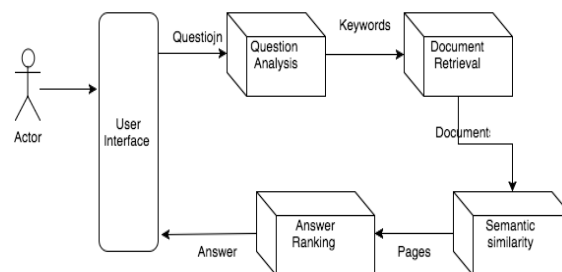 Keywords
Questiojn
Question
Analysis
Document
Retrieval
Actor
User
Interface
Document
Answer
Ranking
Semantic
similarity
Answer
Pages